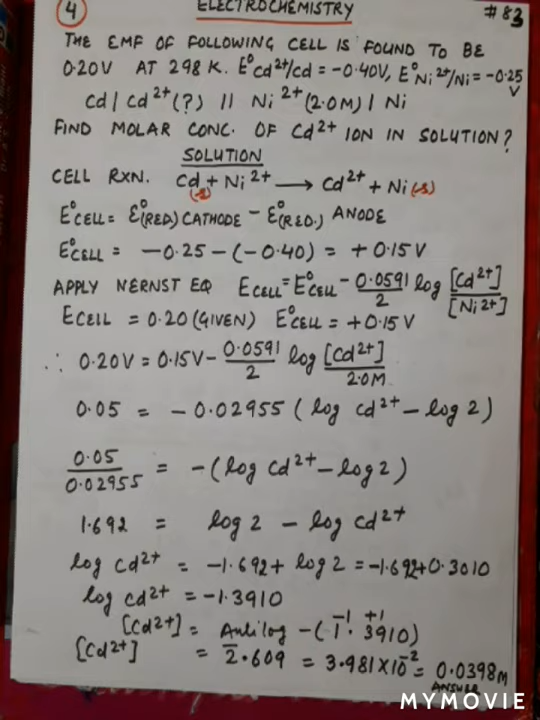 4 ELECTROCHEMISTRY #83
THE EMF OF FOLLOWING CELL IS FOUND TO BE
0.20V AT 298 K. E°Cd²⁺/Cd = -0.40V, E°Ni²⁺/Ni = -0.25 V
Cd | Cd²⁺(?) || Ni²⁺(2.0M) | Ni
FIND MOLAR CONC. OF Cd²⁺ ION IN SOLUTION?
SOLUTION
CELL RXN. Cd(s) + Ni²⁺ → Cd²⁺ + Ni(s)
E°CELL = E°(RED) CATHODE - E°(RED.) ANODE
E°CELL = -0.25 - (-0.40) = +0.15V
APPLY NERNST EQ ECELL = E°CELL - 0.0591/2 log [Cd²⁺]/[Ni²⁺]
ECELL = 0.20 (GIVEN) E°CELL = +0.15V
∴ 0.20V = 0.15V - 0.0591/2 log [Cd²⁺]/2.0M
0.05 = -0.02955 (log Cd²⁺ - log 2)
0.05/0.02955 = -(log Cd²⁺ - log 2)
1.692 = log 2 - log Cd²⁺
log Cd²⁺ = -1.692 + log 2 = -1.692 + 0.3010
log Cd²⁺ = -1.3910
[Cd²⁺] = Antilog - (1̄.3910) -1 +1
[Cd²⁺] = 2̄.609 = 3.981×10⁻² = 0.0398M
ANSWER
MYMOVIE